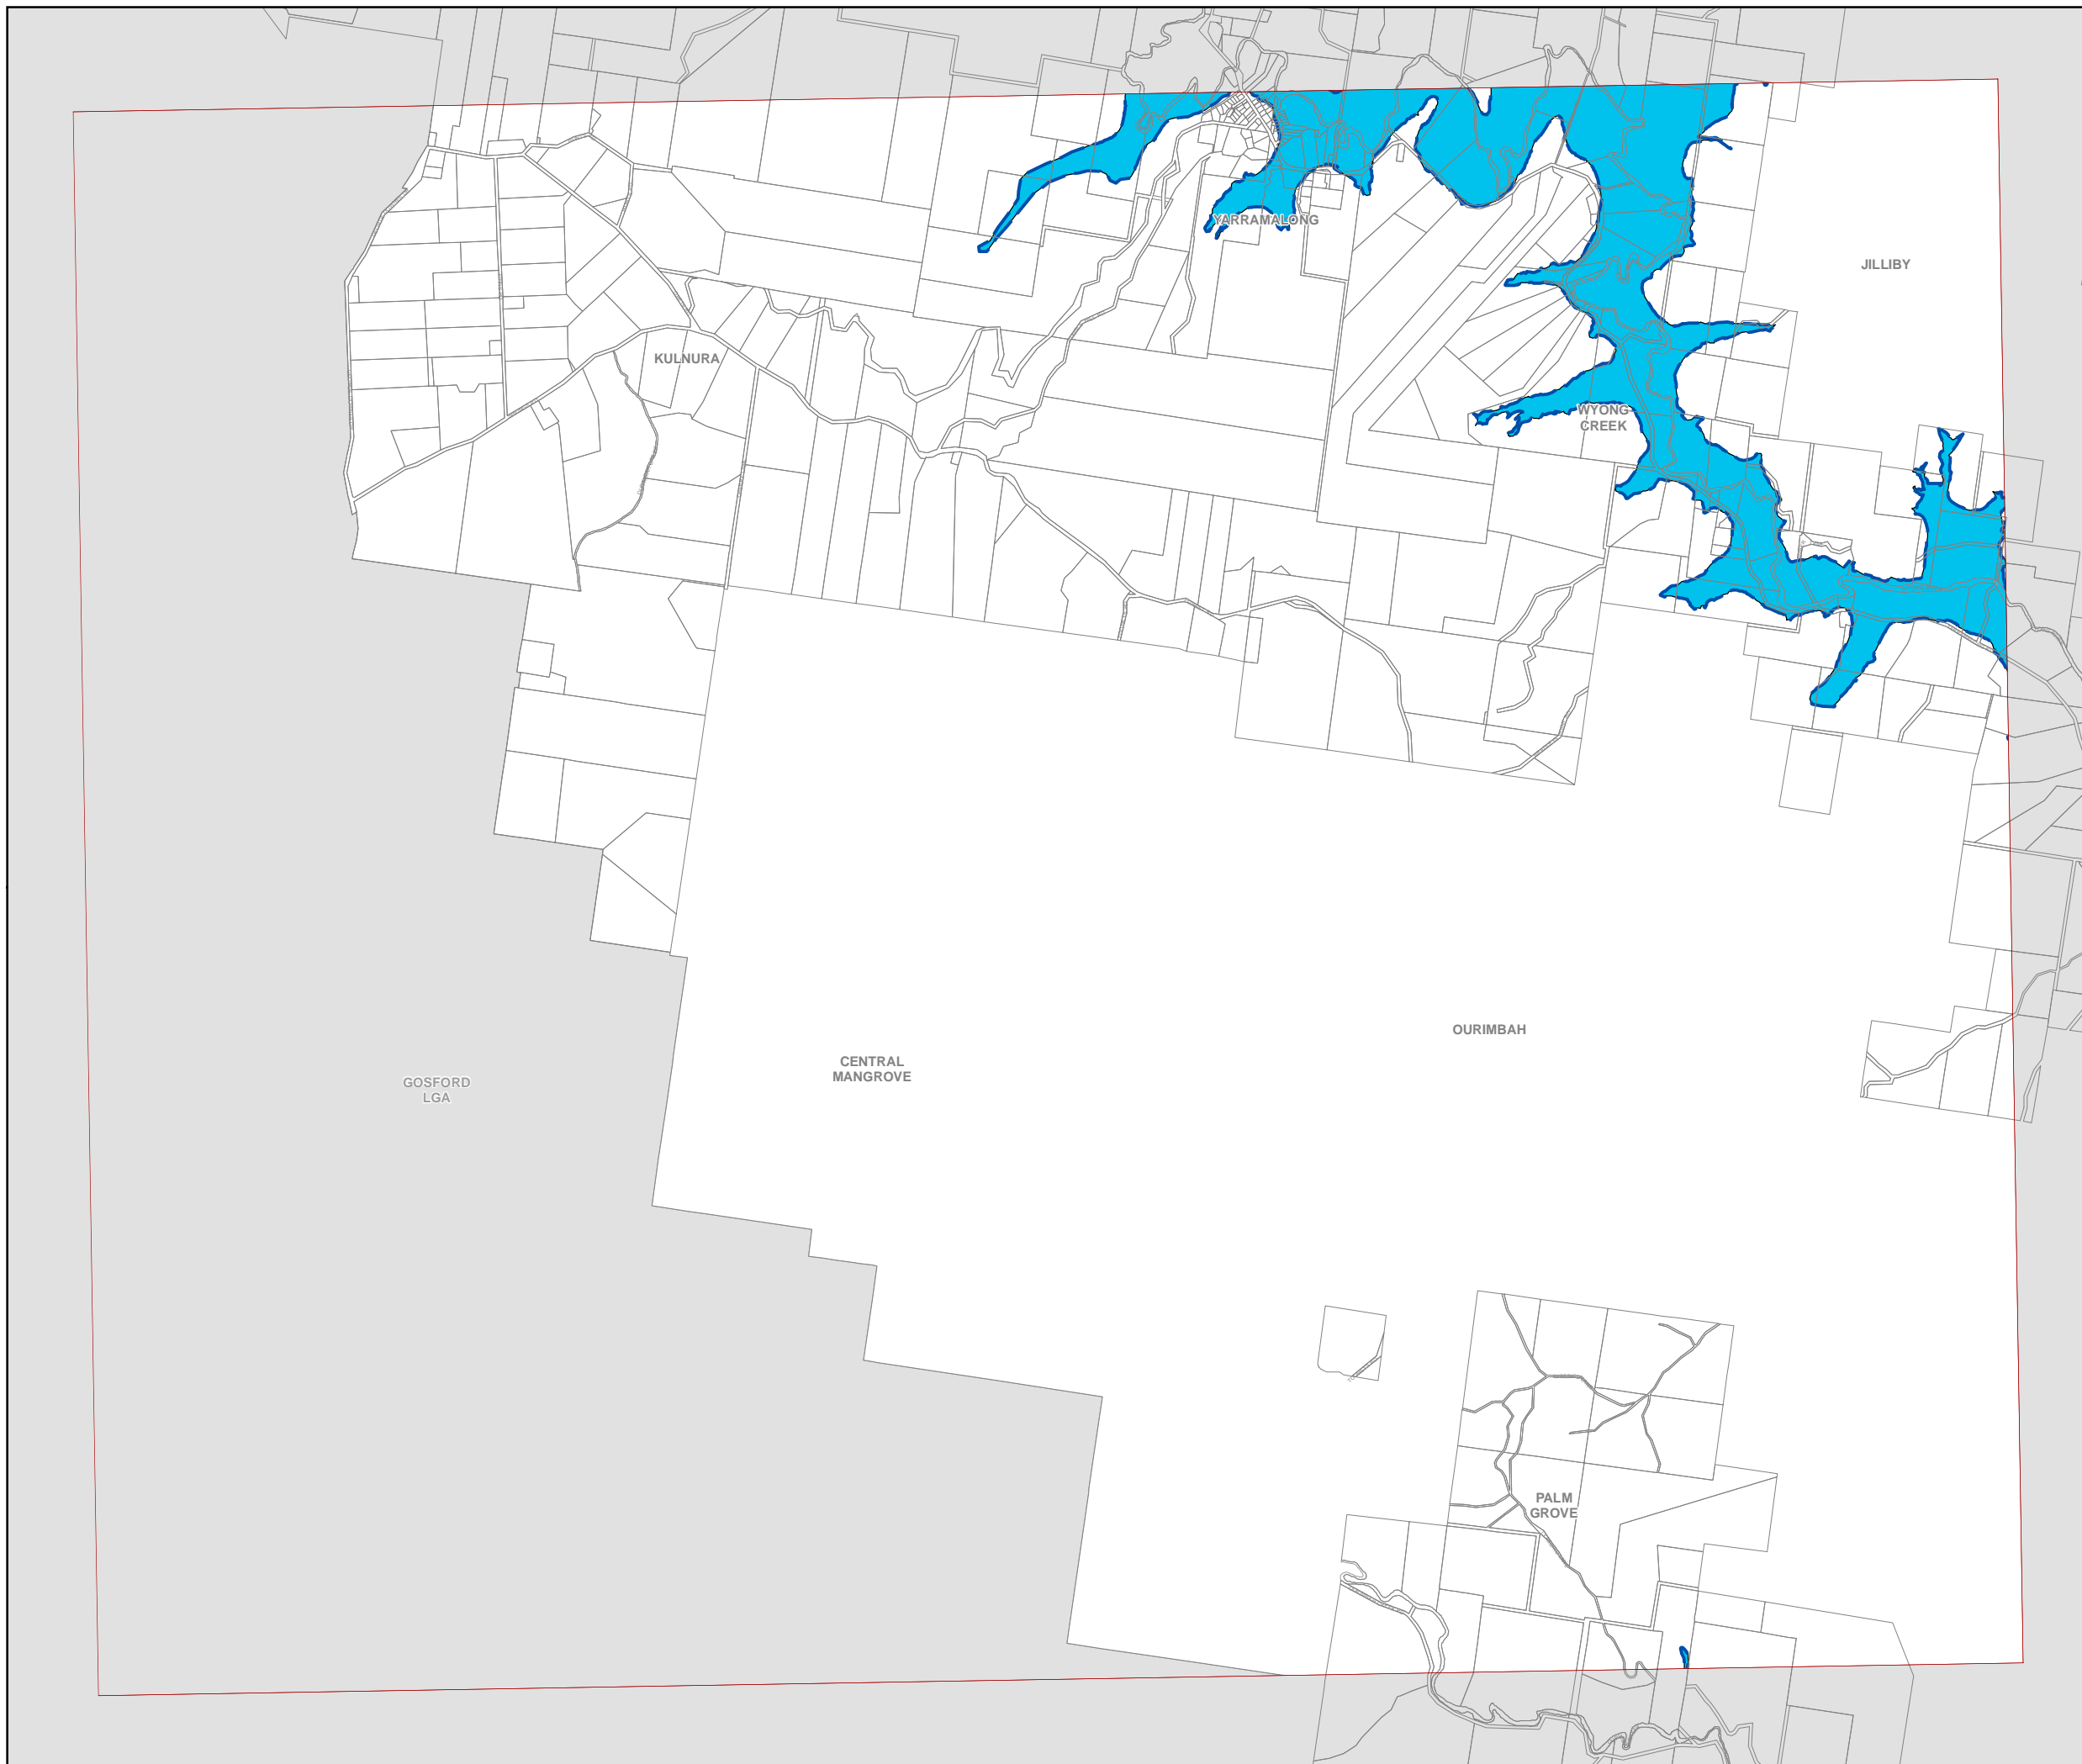 YARRAMALONG
JILLIBY
KULNURA
WYONG
CREEK
OURIMBAH
CENTRAL
MANGROVE
GOSFORD
LGA
PALM
GROVE